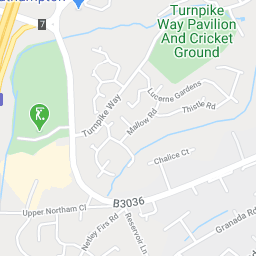 7
Turnpike
Way Pavilion
And Cricket
Ground
Lucerne Gardens
Turnpike Way
Mallow Rd
Thistle Rd
Chalice Ct
B3036
Upper Northam Cl
Netley Firs Rd
Reservoir Ln
Granada Rd